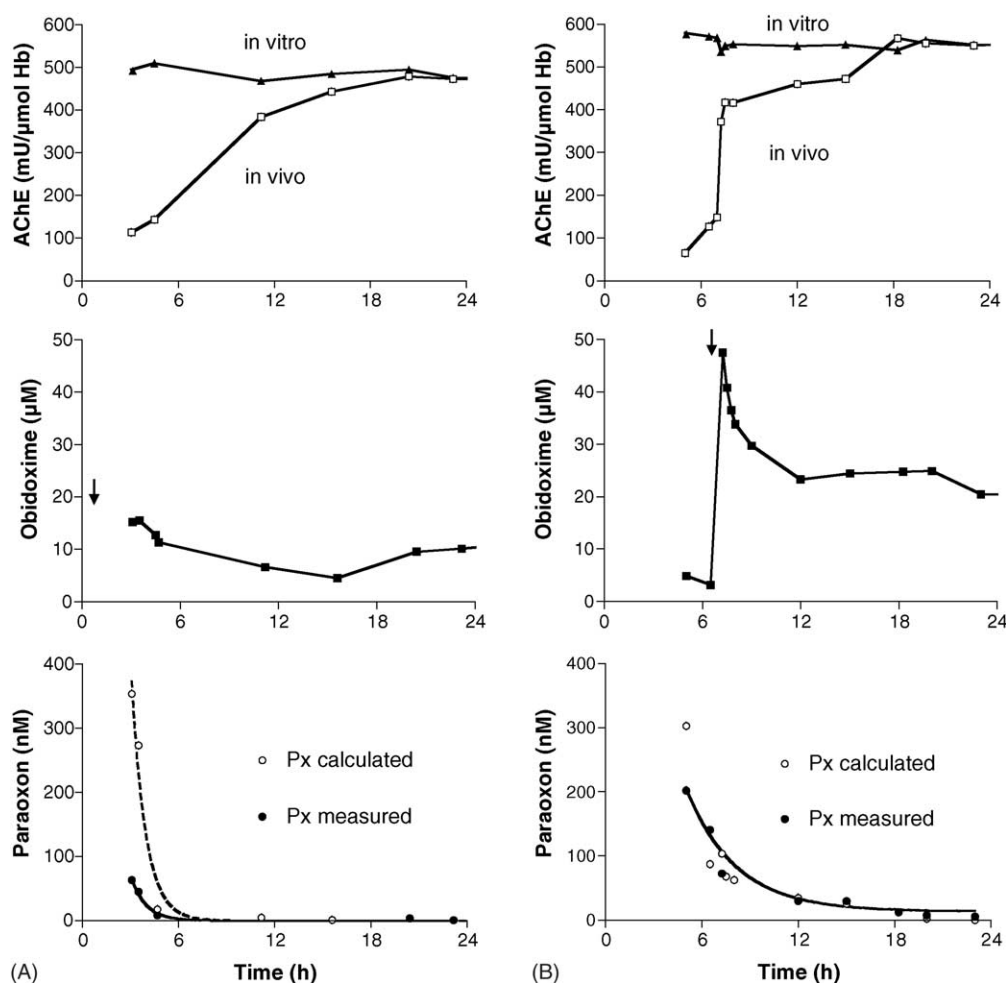 600
500
400
300
200
100
0
AChE (mU/μmol Hb)
in vitro
in vivo
0 6 12 18 24
600
500
400
300
200
100
0
AChE (mU/μmol Hb)
in vitro
in vivo
0 6 12 18 24
50
40
30
20
10
0
Obidoxime (μM)
0 6 12 18 24
50
40
30
20
10
0
Obidoxime (μM)
0 6 12 18 24
400
300
200
100
0
Paraoxon (nM)
Px calculated
Px measured
0 6 12 18 24
(A) Time (h)
400
300
200
100
0
Paraoxon (nM)
Px calculated
Px measured
0 6 12 18 24
(B) Time (h)